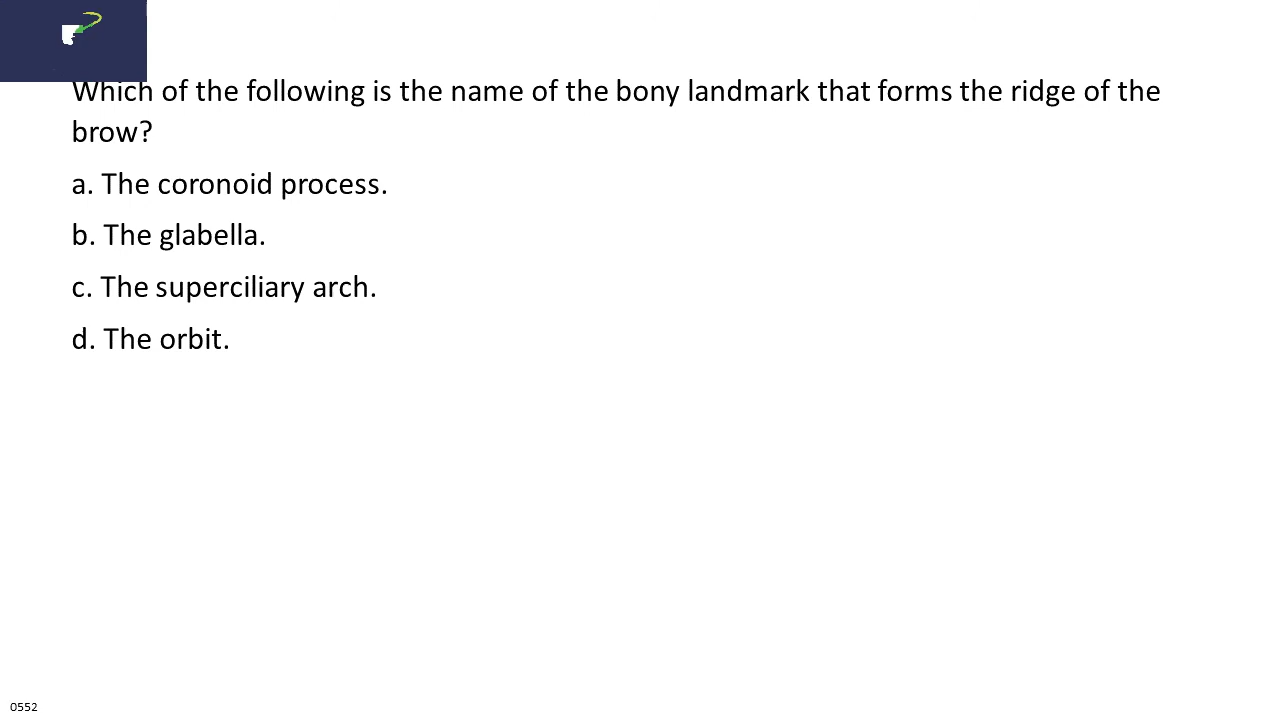 Which of the following is the name of the bony landmark that forms the ridge of the
brow?
a. The coronoid process.
b. The glabella.
c. The superciliary arch.
d. The orbit.
0552